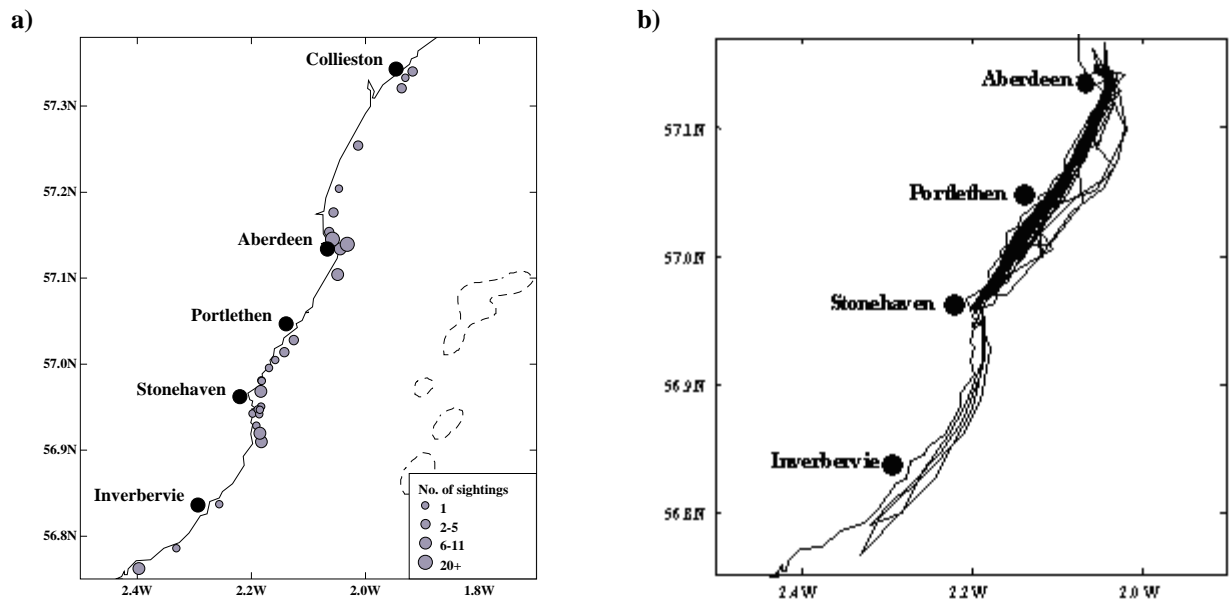 a)
Collieston
57.3N
57.2N
Aberdeen
57.1N
Portlethen
57.0N
Stonehaven
56.9N
Inverbervie
56.8N
No. of sightings
1
2-5
6-11
20+
2.4W 2.2W 2.0W 1.8W
b)
Aberdeen
57.1N
Portlethen
57.0N
Stonehaven
56.9N
Inverbervie
56.8N
2.4W 2.2W 2.0W